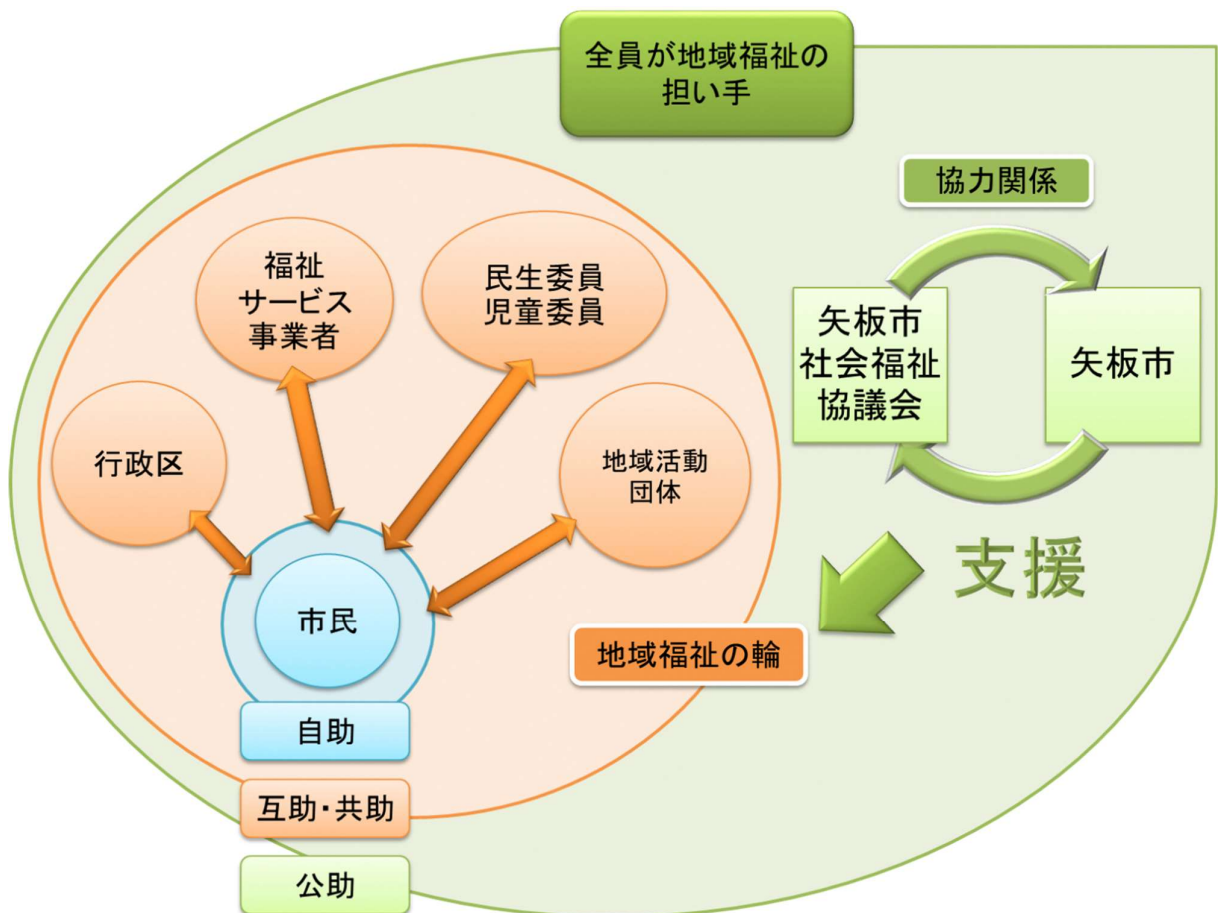 全員が地域福祉の
担い手
協力関係
福祉
サービス
事業者
民生委員
児童委員
矢板市
社会福祉
協議会
矢板市
行政区
地域活動
団体
支援
市民
地域福祉の輪
自助
互助・共助
公助